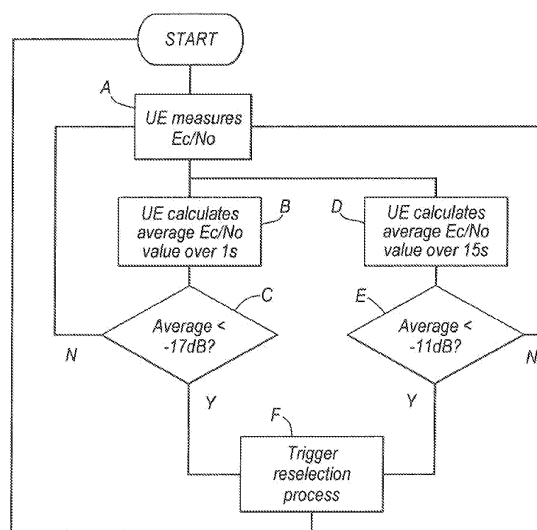 START
A
UE measures
Ec/No
UE calculates
average Ec/No
value over 1s
B
D
UE calculates
average Ec/No
value over 15s
C
Average <
-17dB?
E
Average <
-11dB?
N
N
Y
Y
F
Trigger
reselection
process